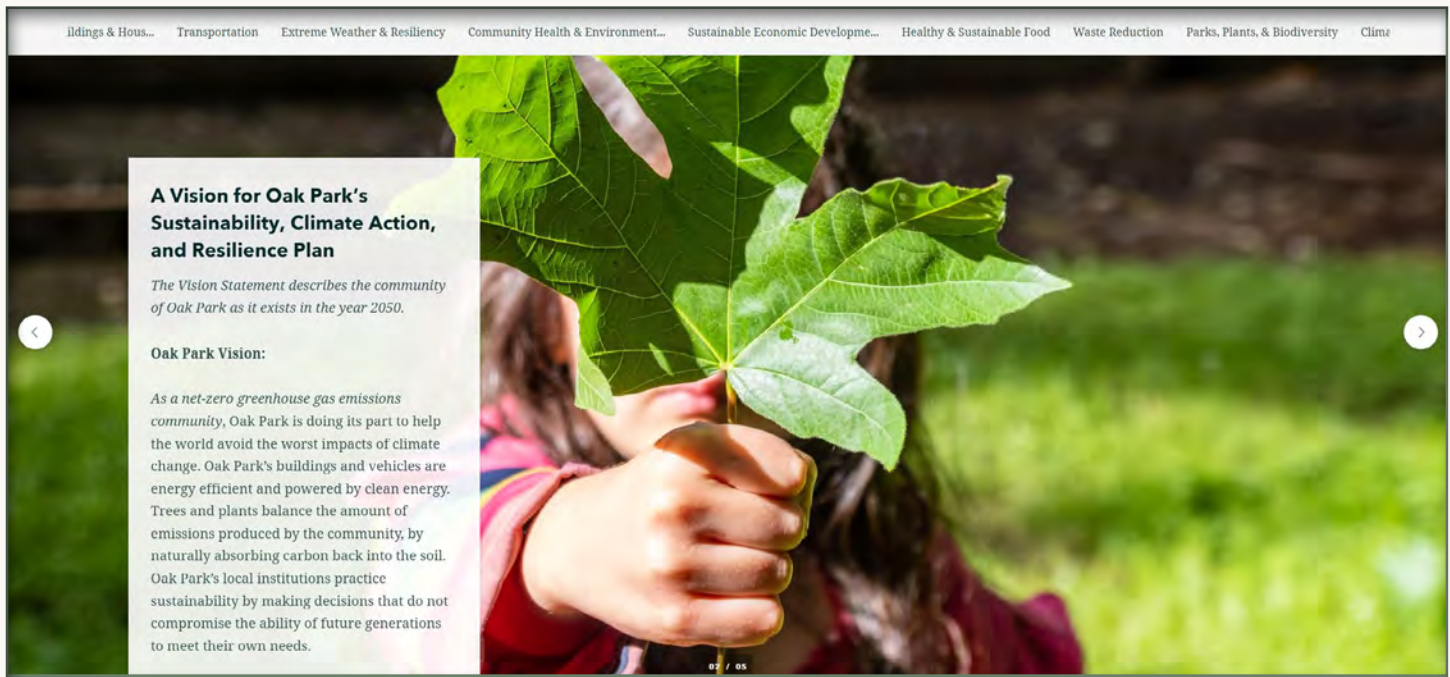 ildings & Hous... Transportation Extreme Weather & Resiliency Community Health & Environment... Sustainable Economic Developme... Healthy & Sustainable Food Waste Reduction Parks, Plants, & Biodiversity Clima
A Vision for Oak Park's
Sustainability, Climate Action,
and Resilience Plan
The Vision Statement describes the community
of Oak Park as it exists in the year 2050.
Oak Park Vision:
As a net-zero greenhouse gas emissions
community, Oak Park is doing its part to help
the world avoid the worst impacts of climate
change. Oak Park's buildings and vehicles are
energy efficient and powered by clean energy.
Trees and plants balance the amount of
emissions produced by the community, by
naturally absorbing carbon back into the soil.
Oak Park's local institutions practice
sustainability by making decisions that do not
compromise the ability of future generations
to meet their own needs.
02 / 05